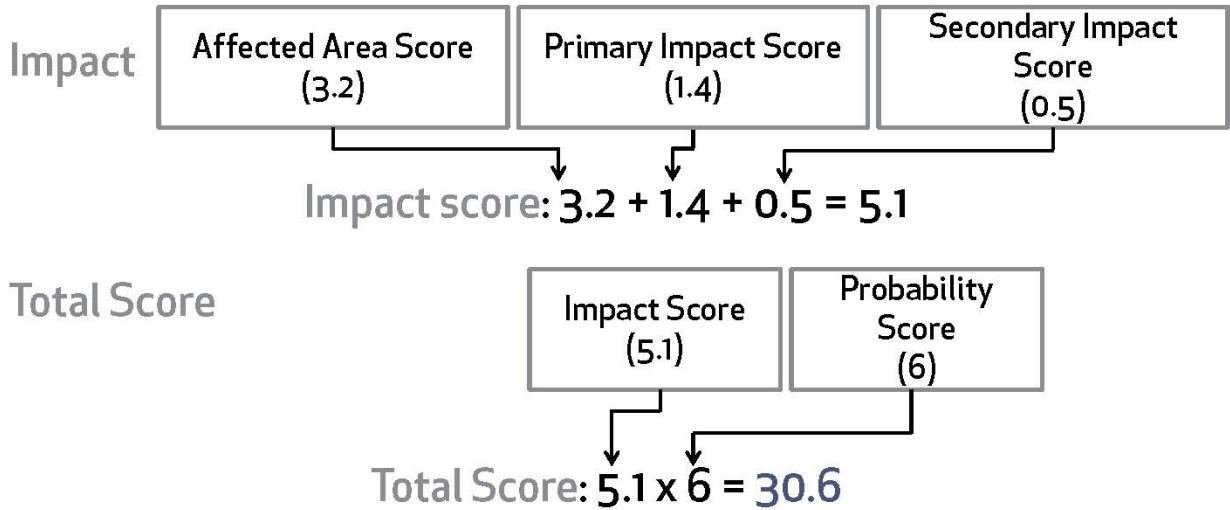 Impact
Affected Area Score
(3.2)
Primary Impact Score
(1.4)
Secondary Impact
Score
(0.5)
Impact score: 3.2 + 1.4 + 0.5 = 5.1
Total Score
Impact Score
(5.1)
Probability
Score
(6)
Total Score: 5.1 x 6 = 30.6